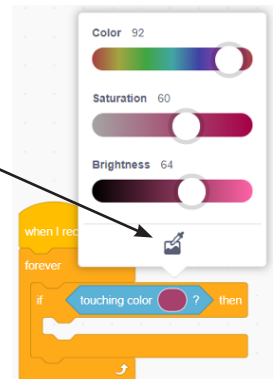 Color 92
Saturation 60
Brightness 64
when I rec
forever
if touching color ? then